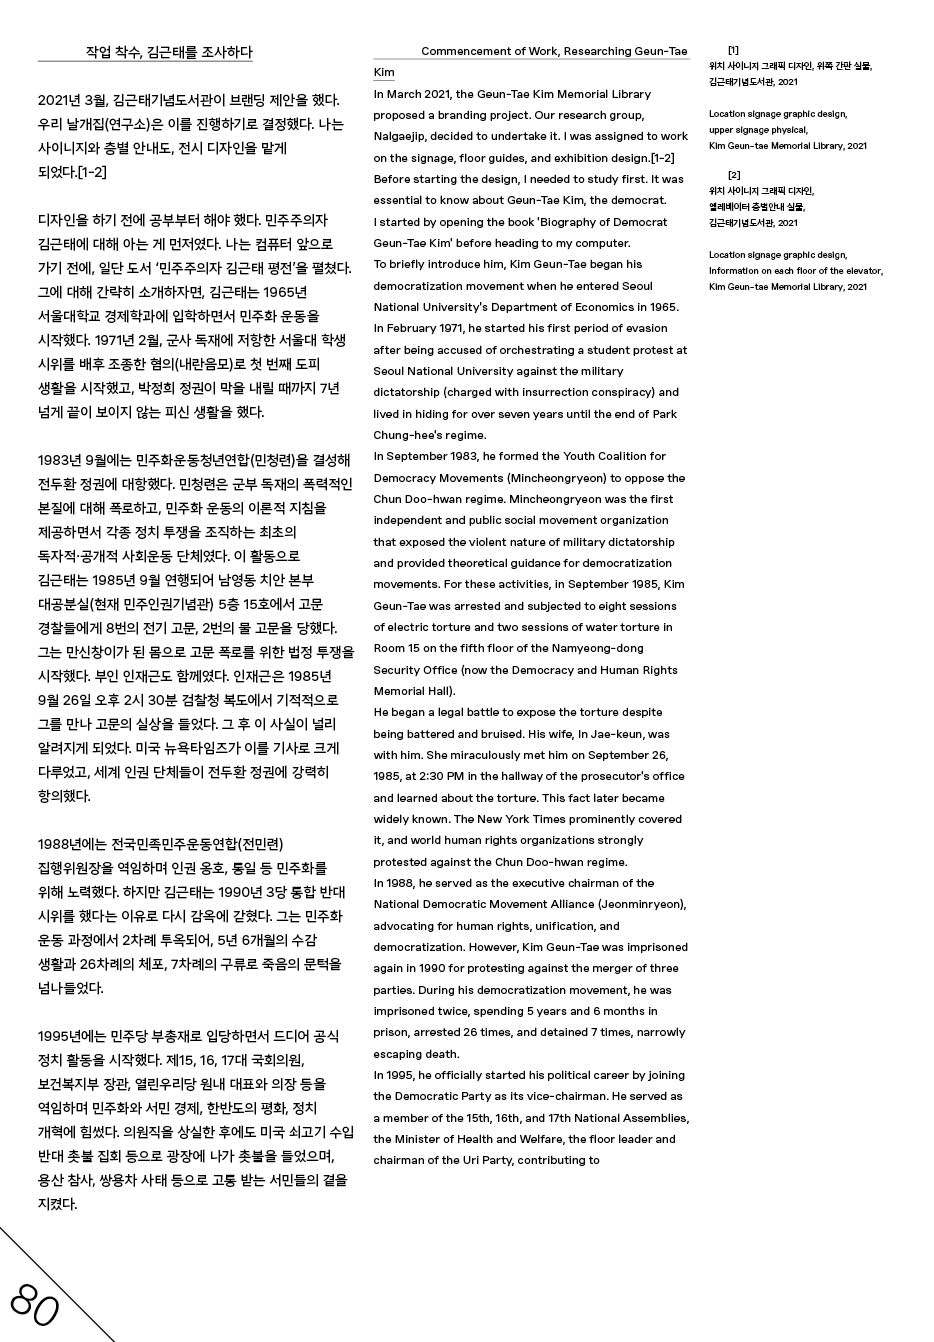 작업 착수, 김근태를 조사하다
2021년 3월, 김근태기념도서관이 브랜딩 제안을 했다.
우리 날개집(연구소)은 이를 진행하기로 결정했다. 나는
사이니지와 층별 안내도, 전시 디자인을 맡게
되었다.[1-2]
디자인을 하기 전에 공부부터 해야 했다. 민주주의자
김근태에 대해 아는 게 먼저였다. 나는 컴퓨터 앞으로
가기 전에, 일단 도서 ‘민주주의자 김근태 평전’을 펼쳤다.
그에 대해 간략히 소개하자면, 김근태는 1965년
서울대학교 경제학과에 입학하면서 민주화 운동을
시작했다. 1971년 2월, 군사 독재에 저항한 서울대 학생
시위를 배후 조종한 혐의(내란음모)로 첫 번째 도피
생활을 시작했고, 박정희 정권이 막을 내릴 때까지 7년
넘게 끝이 보이지 않는 피신 생활을 했다.
1983년 9월에는 민주화운동청년연합(민청련)을 결성해
전두환 정권에 대항했다. 민청련은 군부 독재의 폭력적인
본질에 대해 폭로하고, 민주화 운동의 이론적 지침을
제공하면서 각종 정치 투쟁을 조직하는 최초의
독자적·공개적 사회운동 단체였다. 이 활동으로
김근태는 1985년 9월 연행되어 남영동 치안 본부
대공분실(현재 민주인권기념관) 5층 15호에서 고문
경찰들에게 8번의 전기 고문, 2번의 물 고문을 당했다.
그는 만신창이가 된 몸으로 고문 폭로를 위한 법정 투쟁을
시작했다. 부인 인재근도 함께였다. 인재근은 1985년
9월 26일 오후 2시 30분 검찰청 복도에서 기적적으로
그를 만나 고문의 실상을 들었다. 그 후 이 사실이 널리
알려지게 되었다. 미국 뉴욕타임즈가 이를 기사로 크게
다루었고, 세계 인권 단체들이 전두환 정권에 강력히
항의했다.
1988년에는 전국민족민주운동연합(전민련)
집행위원장을 역임하며 인권 옹호, 통일 등 민주화를
위해 노력했다. 하지만 김근태는 1990년 3당 통합 반대
시위를 했다는 이유로 다시 감옥에 갇혔다. 그는 민주화
운동 과정에서 2차례 투옥되어, 5년 6개월의 수감
생활과 26차례의 체포, 7차례의 구류로 죽음의 문턱을
넘나들었다.
1995년에는 민주당 부총재로 입당하면서 드디어 공식
정치 활동을 시작했다. 제15, 16, 17대 국회의원,
보건복지부 장관, 열린우리당 원내 대표와 의장 등을
역임하며 민주화와 서민 경제, 한반도의 평화, 정치
개혁에 힘썼다. 의원직을 상실한 후에도 미국 쇠고기 수입
반대 촛불 집회 등으로 광장에 나가 촛불을 들었으며,
용산 참사, 쌍용차 사태 등으로 고통 받는 서민들의 곁을
지켰다.
Commencement of Work, Researching Geun-Tae
Kim
In March 2021, the Geun-Tae Kim Memorial Library
proposed a branding project. Our research group,
Nalgaejip, decided to undertake it. I was assigned to work
on the signage, floor guides, and exhibition design.[1-2]
Before starting the design, I needed to study first. It was
essential to know about Geun-Tae Kim, the democrat.
I started by opening the book 'Biography of Democrat
Geun-Tae Kim' before heading to my computer.
To briefly introduce him, Kim Geun-Tae began his
democratization movement when he entered Seoul
National University's Department of Economics in 1965.
In February 1971, he started his first period of evasion
after being accused of orchestrating a student protest at
Seoul National University against the military
dictatorship (charged with insurrection conspiracy) and
lived in hiding for over seven years until the end of Park
Chung-hee's regime.
In September 1983, he formed the Youth Coalition for
Democracy Movements (Mincheongryeon) to oppose the
Chun Doo-hwan regime. Mincheongryeon was the first
independent and public social movement organization
that exposed the violent nature of military dictatorship
and provided theoretical guidance for democratization
movements. For these activities, in September 1985, Kim
Geun-Tae was arrested and subjected to eight sessions
of electric torture and two sessions of water torture in
Room 15 on the fifth floor of the Namyeong-dong
Security Office (now the Democracy and Human Rights
Memorial Hall).
He began a legal battle to expose the torture despite
being battered and bruised. His wife, In Jae-keun, was
with him. She miraculously met him on September 26,
1985, at 2:30 PM in the hallway of the prosecutor's office
and learned about the torture. This fact later became
widely known. The New York Times prominently covered
it, and world human rights organizations strongly
protested against the Chun Doo-hwan regime.
In 1988, he served as the executive chairman of the
National Democratic Movement Alliance (Jeonminryeon),
advocating for human rights, unification, and
democratization. However, Kim Geun-Tae was imprisoned
again in 1990 for protesting against the merger of three
parties. During his democratization movement, he was
imprisoned twice, spending 5 years and 6 months in
prison, arrested 26 times, and detained 7 times, narrowly
escaping death.
In 1995, he officially started his political career by joining
the Democratic Party as its vice-chairman. He served as
a member of the 15th, 16th, and 17th National Assemblies,
the Minister of Health and Welfare, the floor leader and
chairman of the Uri Party, contributing to
[1]
위치 사이니지 그래픽 디자인, 위쪽 간판 실물,
김근태기념도서관, 2021
Location signage graphic design,
upper signage physical,
Kim Geun-tae Memorial Library, 2021
[2]
위치 사이니지 그래픽 디자인,
엘레베이터 층별안내 실물,
김근태기념도서관, 2021
Location signage graphic design,
Information on each floor of the elevator,
Kim Geun-tae Memorial Library, 2021
80